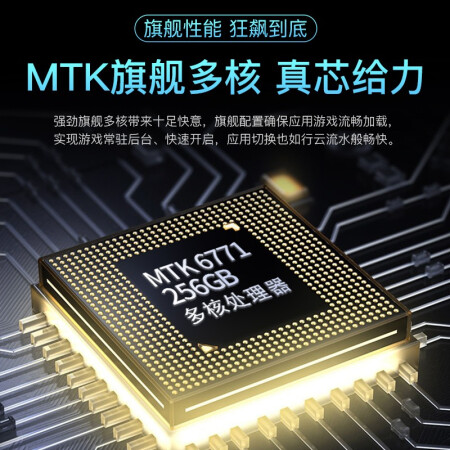 旗舰性能 狂飙到底
MTK旗舰多核 真芯给力
强劲旗舰多核带来十足快意，旗舰配置确保应用游戏流畅加载，
实现游戏常驻后台、快速开启，应用切换也如行云流水般畅快。
MTK 6771
256GB
多核处理器